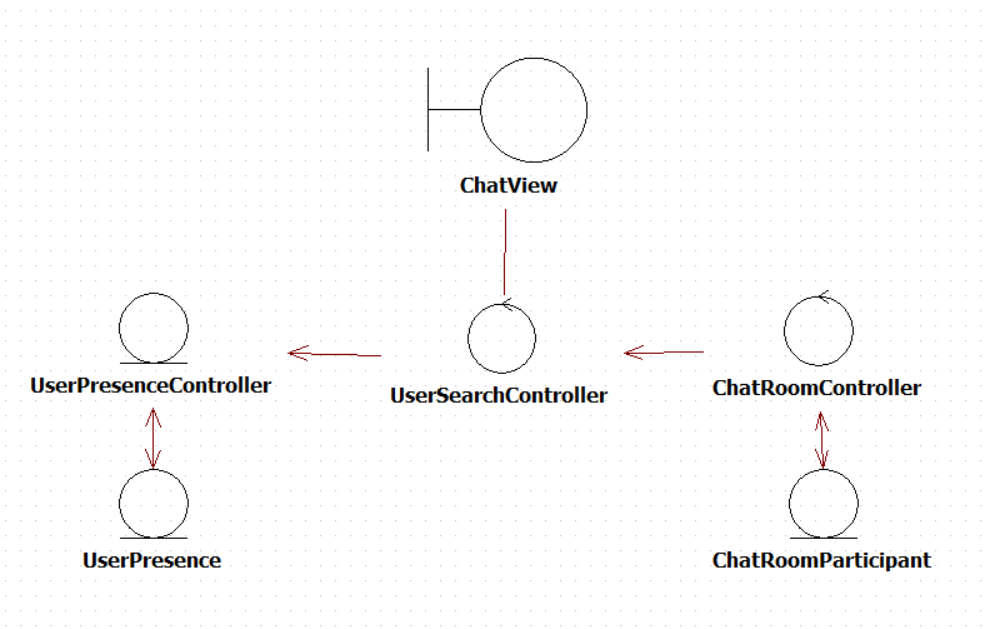 ChatView
UserPresenceController
UserSearchController
ChatRoomController
UserPresence
ChatRoomParticipant